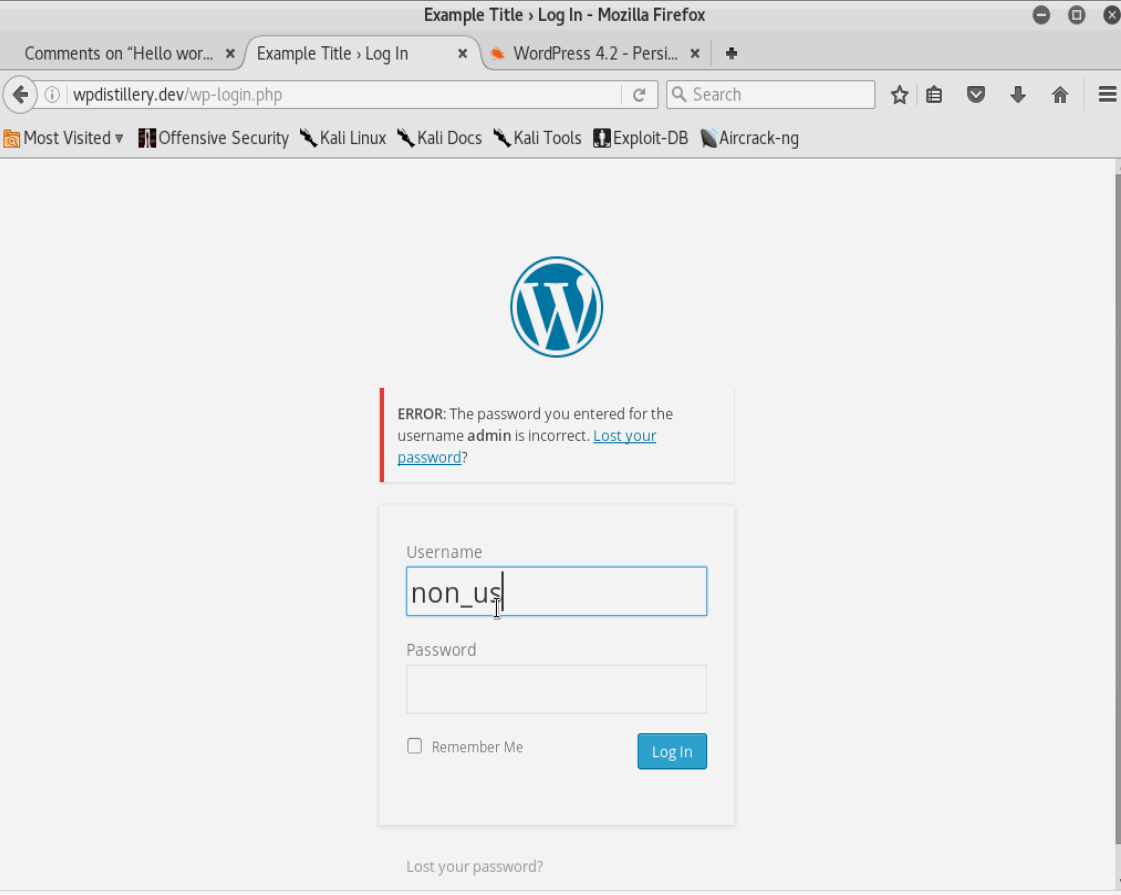 Example Title › Log In - Mozilla Firefox
Comments on “Hello wor... Example Title › Log In WordPress 4.2 - Persi...
wpdistillery.dev/wp-login.php Search
Most Visited Offensive Security Kali Linux Kali Docs Kali Tools Exploit-DB Aircrack-ng
ERROR: The password you entered for the
username admin is incorrect. Lost your
password?
Username
non_us
Password
Remember Me Log In
Lost your password?